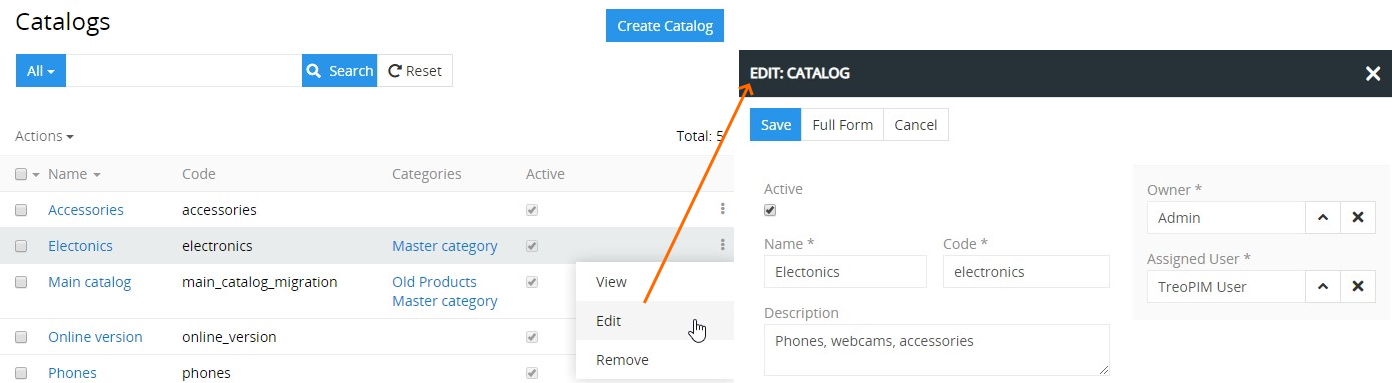 Catalogs
Create Catalog
All
Search
Reset
Actions
Total: 5
Name Code Categories Active
Accessories accessories
Electonics electronics Master category
Main catalog main_catalog_migration Old Products
Master category
Online version online_version
Phones phones
View
Edit
Remove
EDIT: CATALOG
Save Full Form Cancel
Active
Name * Code *
Electonics electronics
Description
Phones, webcams, accessories
Owner *
Admin
Assigned User *
TreoPIM User